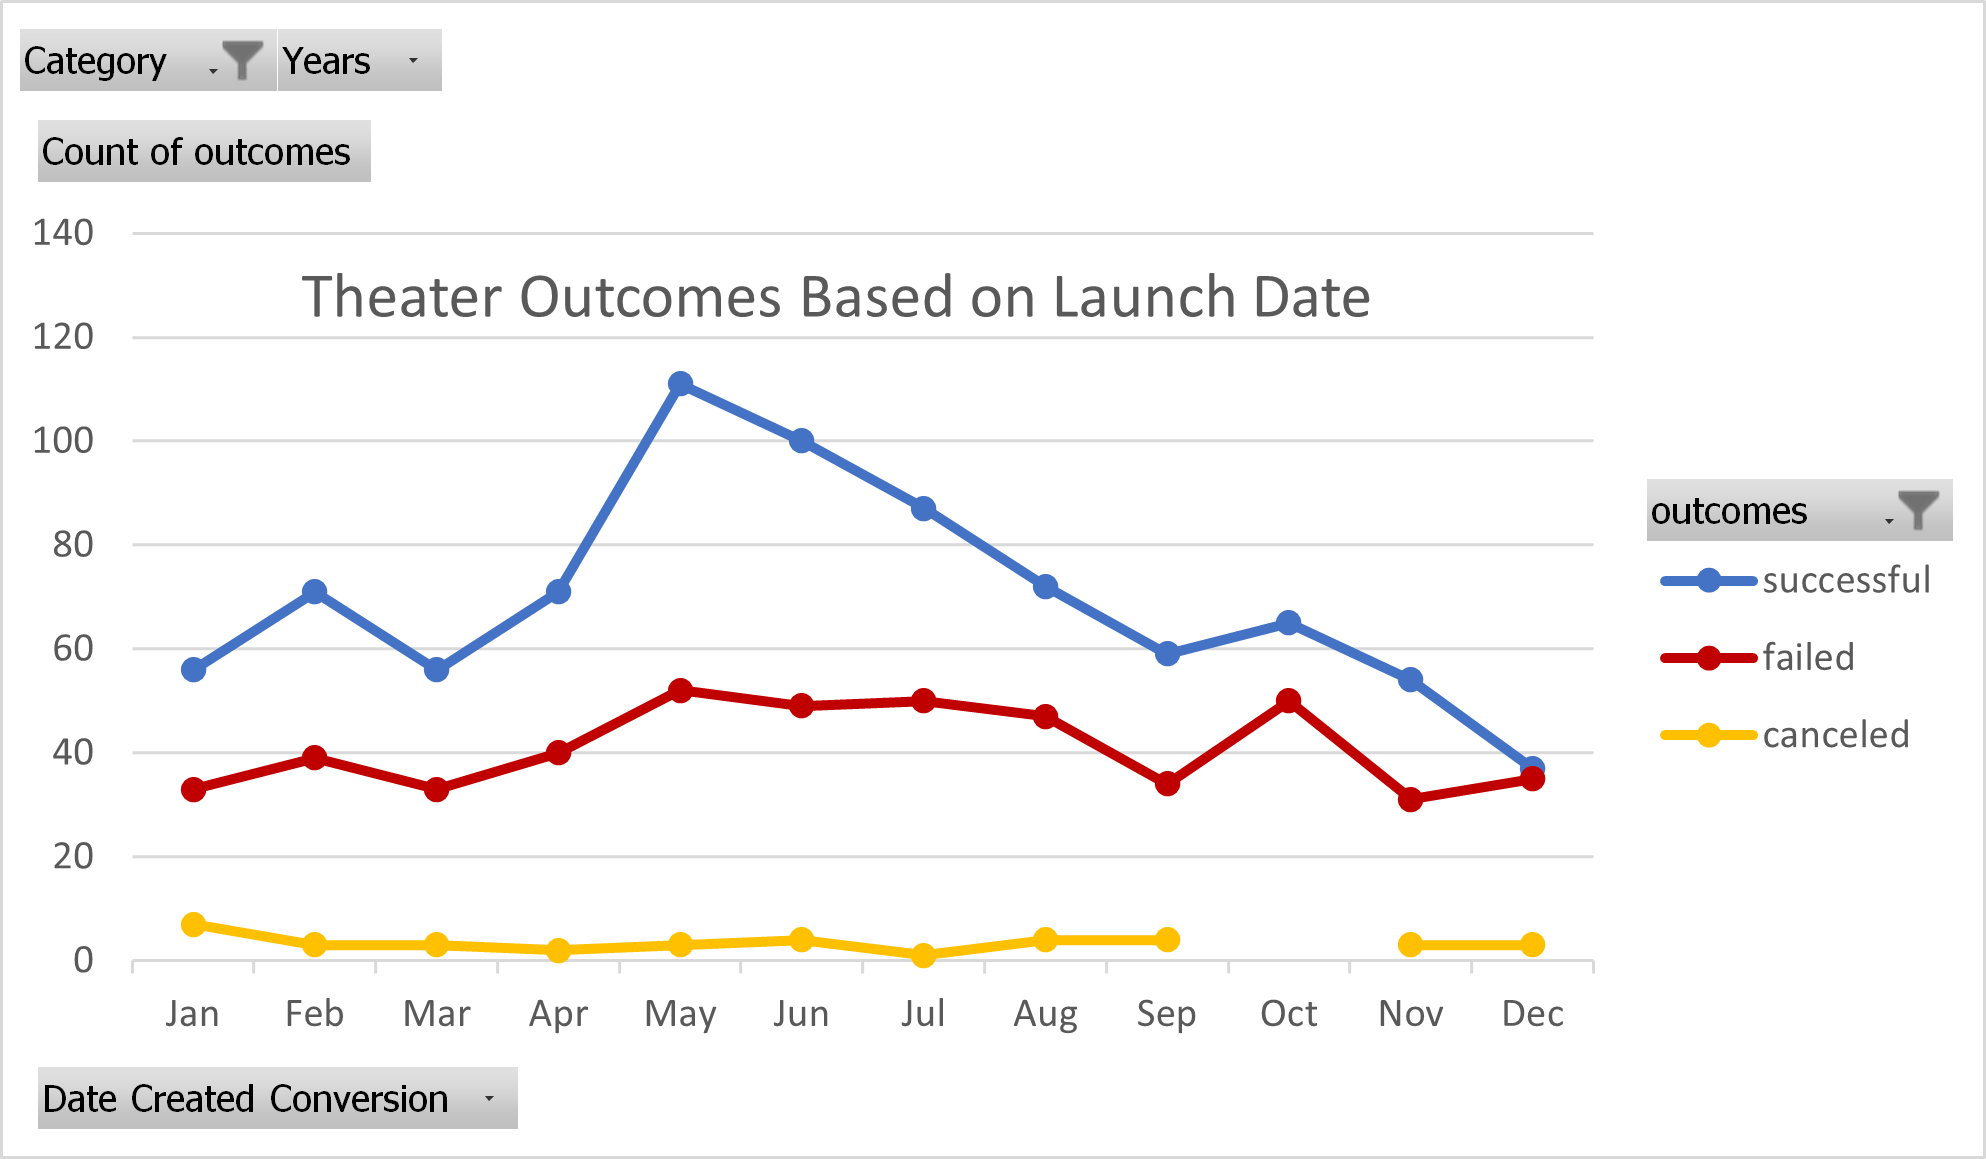 Category Years
Count of outcomes
Theater Outcomes Based on Launch Date
140
120
100
80
60
40
20
0
Jan Feb Mar Apr May Jun Jul Aug Sep Oct Nov Dec
outcomes
successful
failed
canceled
Date Created Conversion